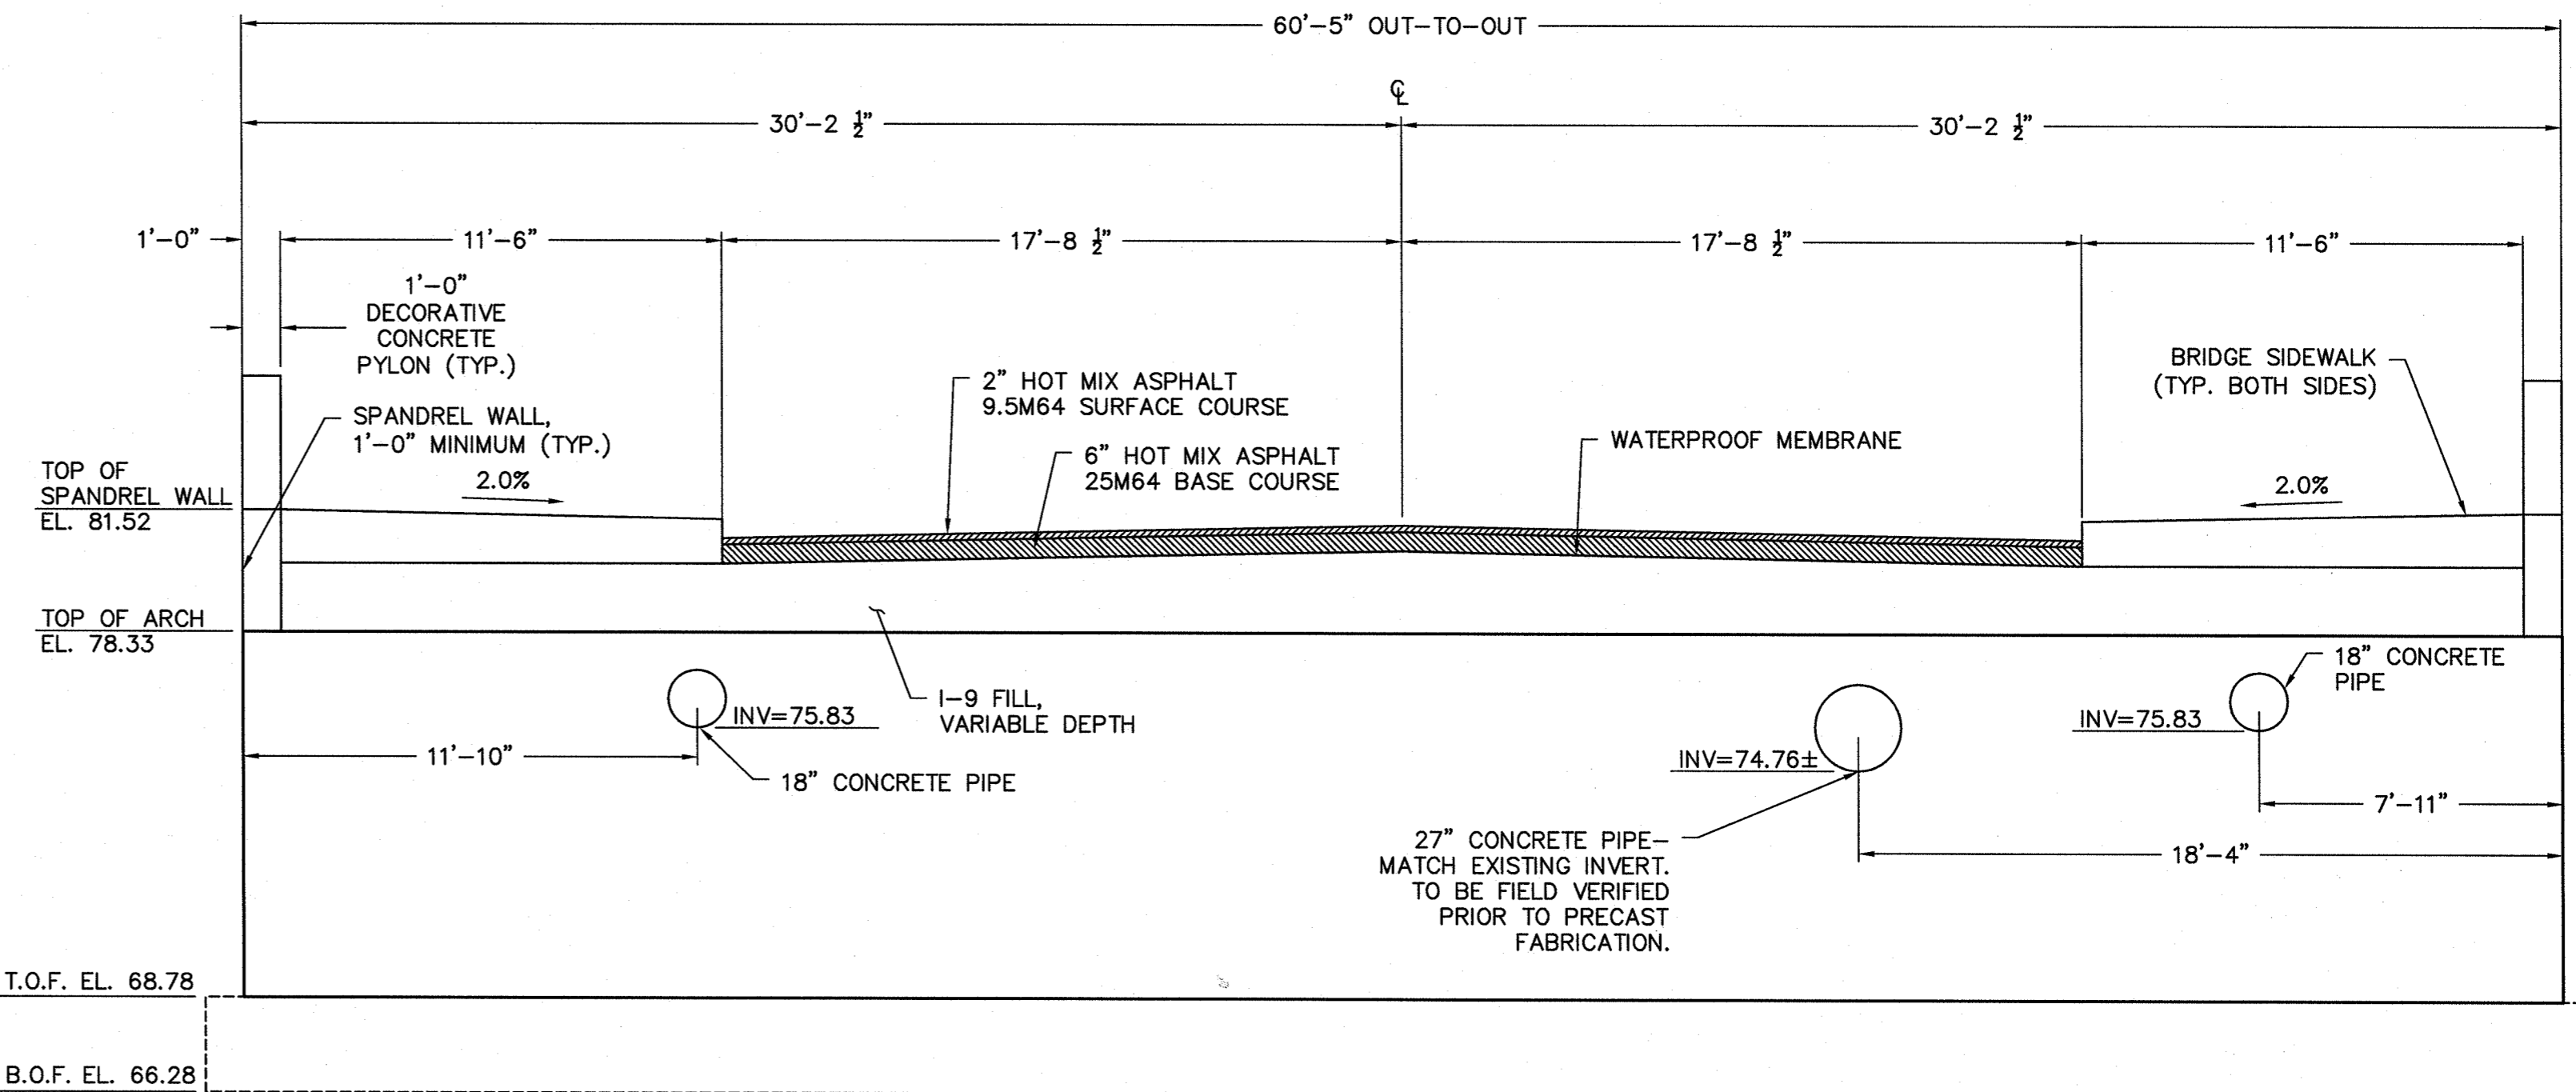 60'-5" OUT-TO-OUT
℄
30'-2 ½"
30'-2 ½"
1'-0"
11'-6"
17'-8 ½"
17'-8 ½"
11'-6"
1'-0"
DECORATIVE
CONCRETE
PYLON (TYP.)
SPANDREL WALL,
1'-0" MINIMUM (TYP.)
2" HOT MIX ASPHALT
9.5M64 SURFACE COURSE
6" HOT MIX ASPHALT
25M64 BASE COURSE
WATERPROOF MEMBRANE
BRIDGE SIDEWALK
(TYP. BOTH SIDES)
2.0%
2.0%
TOP OF
SPANDREL WALL
EL. 81.52
TOP OF ARCH
EL. 78.33
INV=75.83
11'-10"
18" CONCRETE PIPE
I-9 FILL,
VARIABLE DEPTH
INV=74.76±
27" CONCRETE PIPE-
MATCH EXISTING INVERT.
TO BE FIELD VERIFIED
PRIOR TO PRECAST
FABRICATION.
18" CONCRETE
PIPE
INV=75.83
7'-11"
18'-4"
T.O.F. EL. 68.78
B.O.F. EL. 66.28